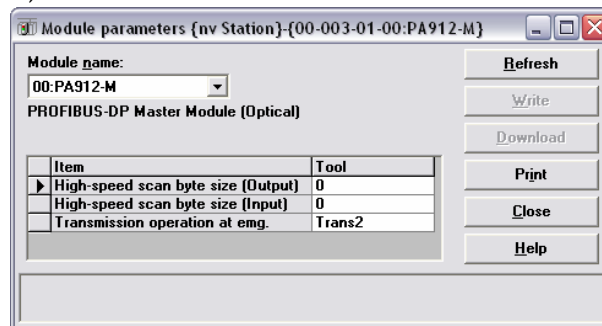 Module parameters {nv Station}-{00-003-01-00:PA912-M}
Module name:
00:PA912-M
PROFIBUS-DP Master Module (Optical)
Item Tool
High-speed scan byte size (Output) 0
High-speed scan byte size (Input) 0
Transmission operation at emg. Trans2
Refresh
Write
Download
Print
Close
Help